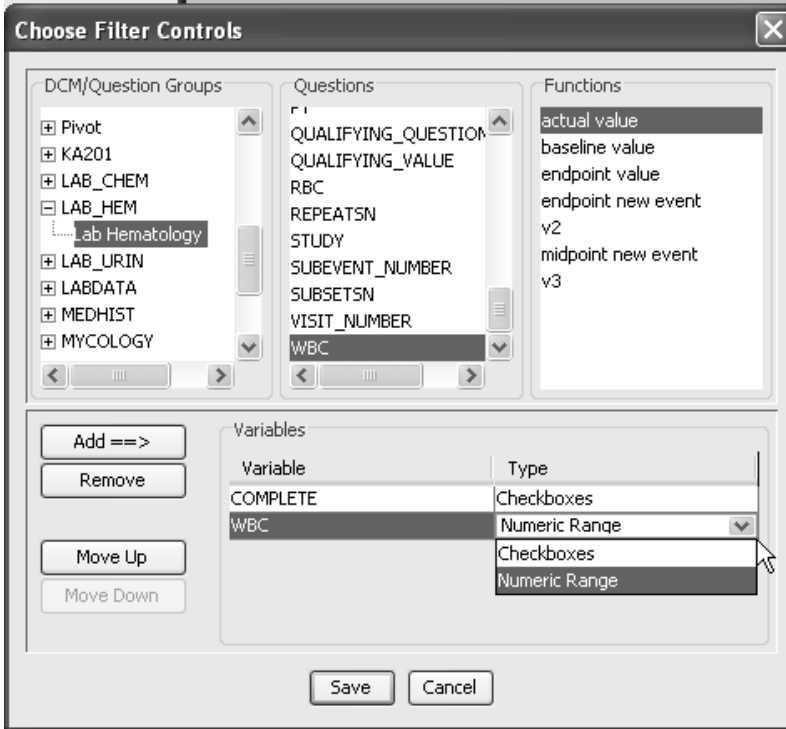 Choose Filter Controls
DCM/Question Groups
Pivot
KA201
LAB_CHEM
LAB_HEM
Lab Hematology
LAB_URIN
LABDATA
MEDHIST
MYCOLOGY
Questions
QUALIFYING_QUESTION
QUALIFYING_VALUE
RBC
REPEATSN
STUDY
SUBEVENT_NUMBER
SUBSETSN
VISIT_NUMBER
WBC
Functions
actual value
baseline value
endpoint value
endpoint new event
v2
midpoint new event
v3
Add ==>
Remove
Move Up
Move Down
Variables
Variable Type
COMPLETE Checkboxes
WBC Numeric Range
Checkboxes
Numeric Range
Save Cancel